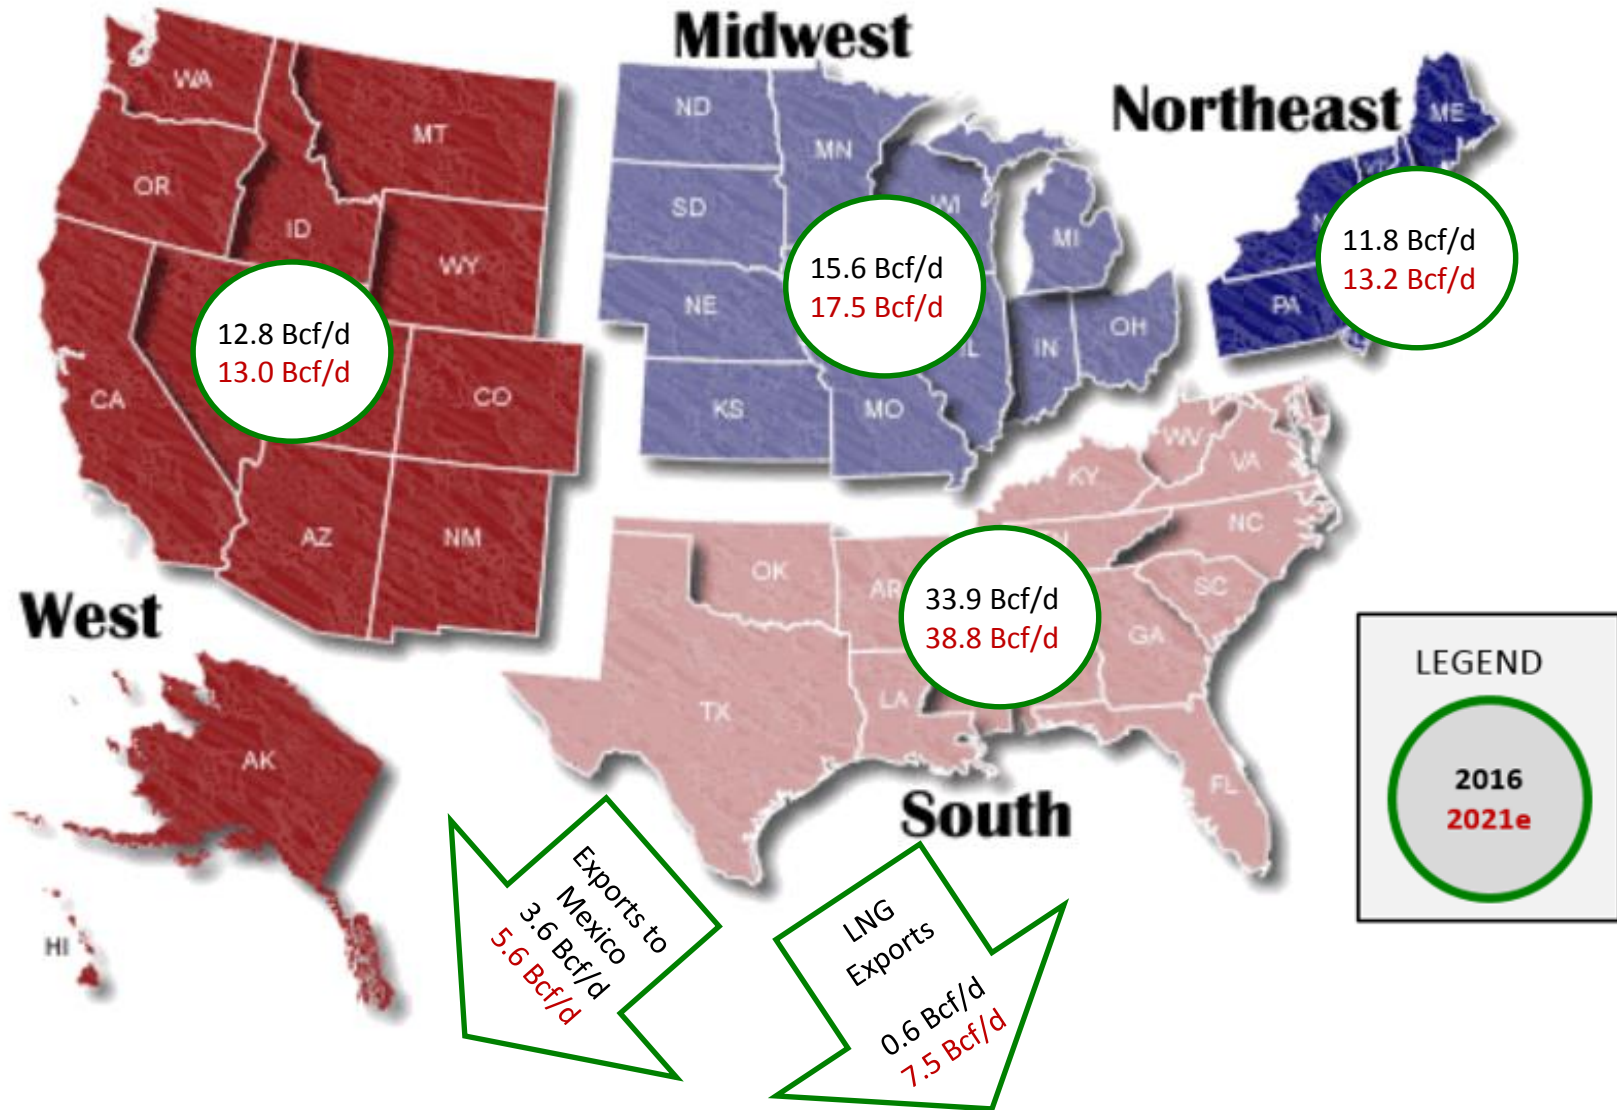 Midwest
Northeast
West
South
WA
MT
OR
ID
WY
CA
CO
AZ
NM
AK
HI
12.8 Bcf/d
13.0 Bcf/d
ND
MN
SD
WI
MI
NE
IL
IN
OH
KS
MO
15.6 Bcf/d
17.5 Bcf/d
ME
PA
11.8 Bcf/d
13.2 Bcf/d
WV
VA
KY
NC
OK
AR
SC
GA
TX
LA
FL
33.9 Bcf/d
38.8 Bcf/d
Exports to
Mexico
3.6 Bcf/d
5.6 Bcf/d
LNG
Exports
0.6 Bcf/d
7.5 Bcf/d
LEGEND
2016
2021e